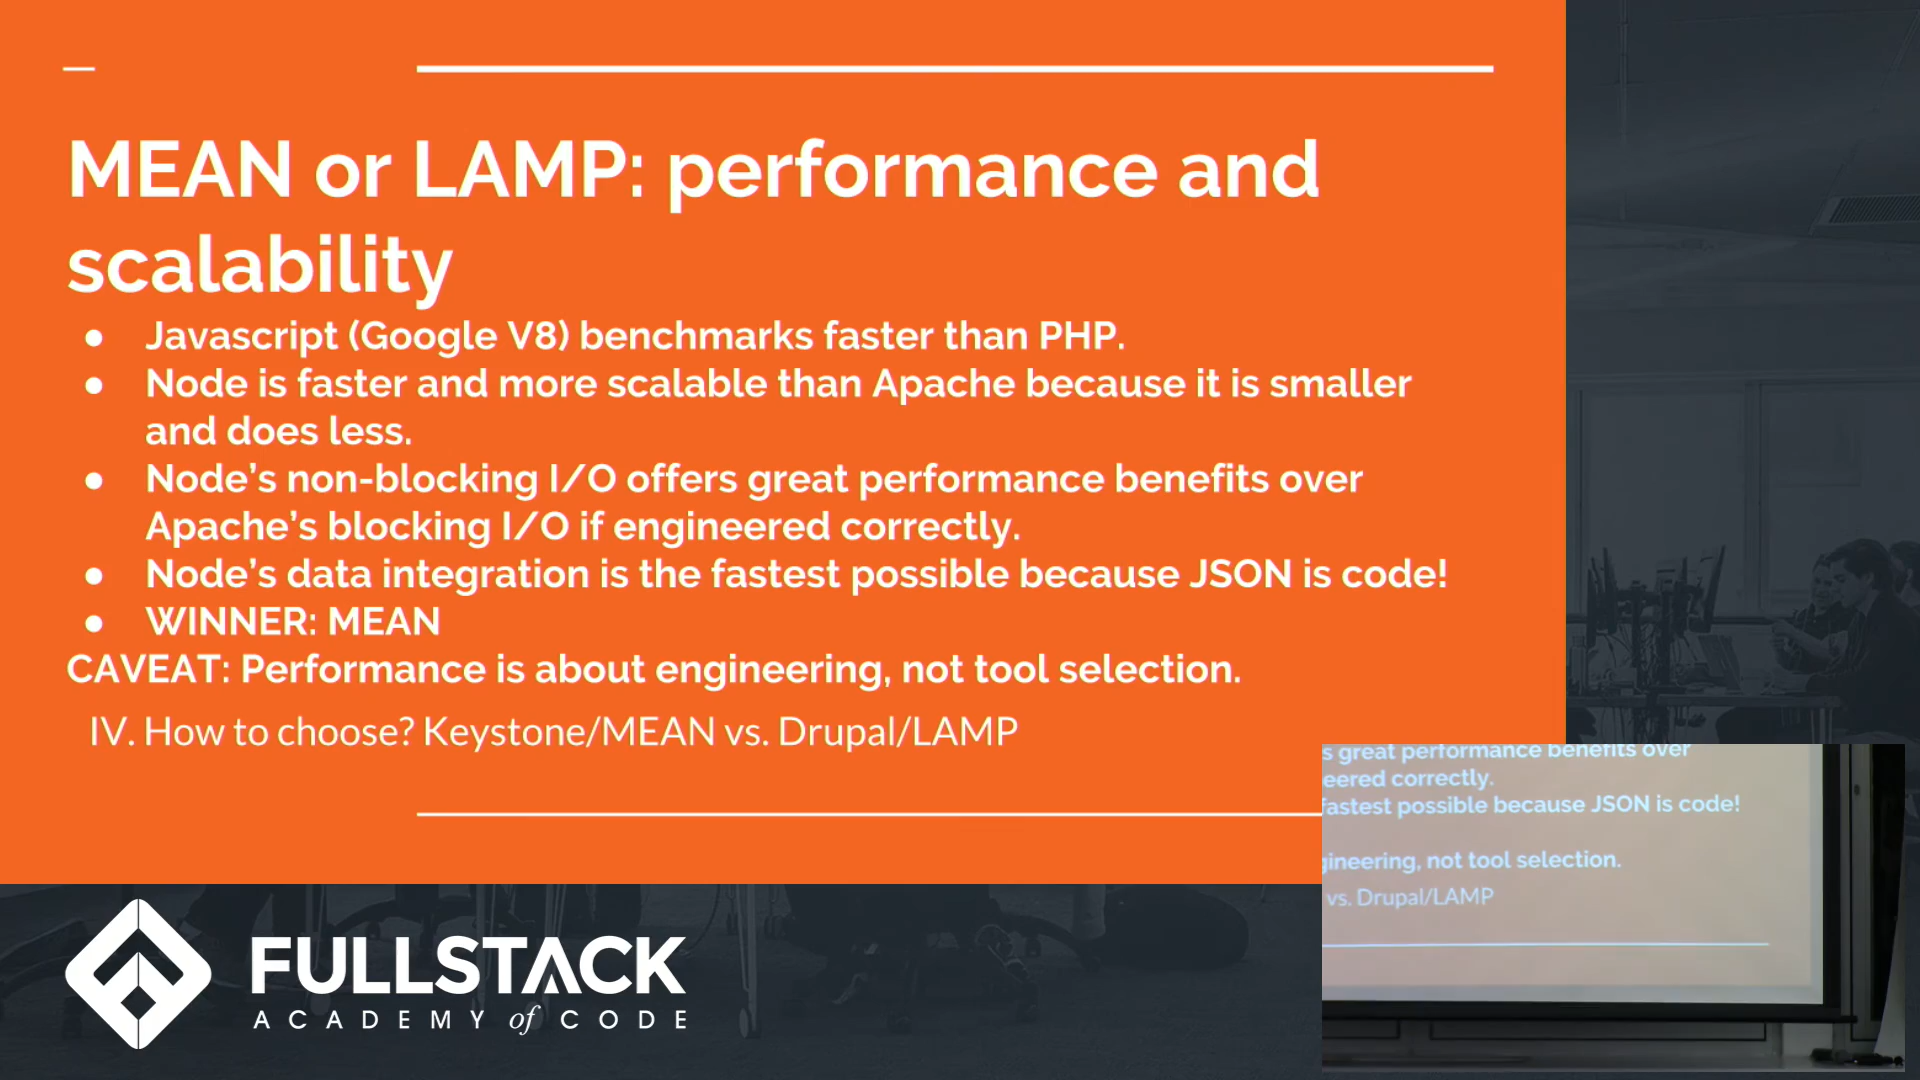 MEAN or LAMP: performance and
scalability
● Javascript (Google V8) benchmarks faster than PHP.
● Node is faster and more scalable than Apache because it is smaller
and does less.
● Node’s non-blocking I/O offers great performance benefits over
Apache’s blocking I/O if engineered correctly.
● Node’s data integration is the fastest possible because JSON is code!
● WINNER: MEAN
CAVEAT: Performance is about engineering, not tool selection.
IV. How to choose? Keystone/MEAN vs. Drupal/LAMP
s great performance benefits over
eered correctly.
fastest possible because JSON is code!
gineering, not tool selection.
vs. Drupal/LAMP
FULLSTACK
ACADEMY of CODE